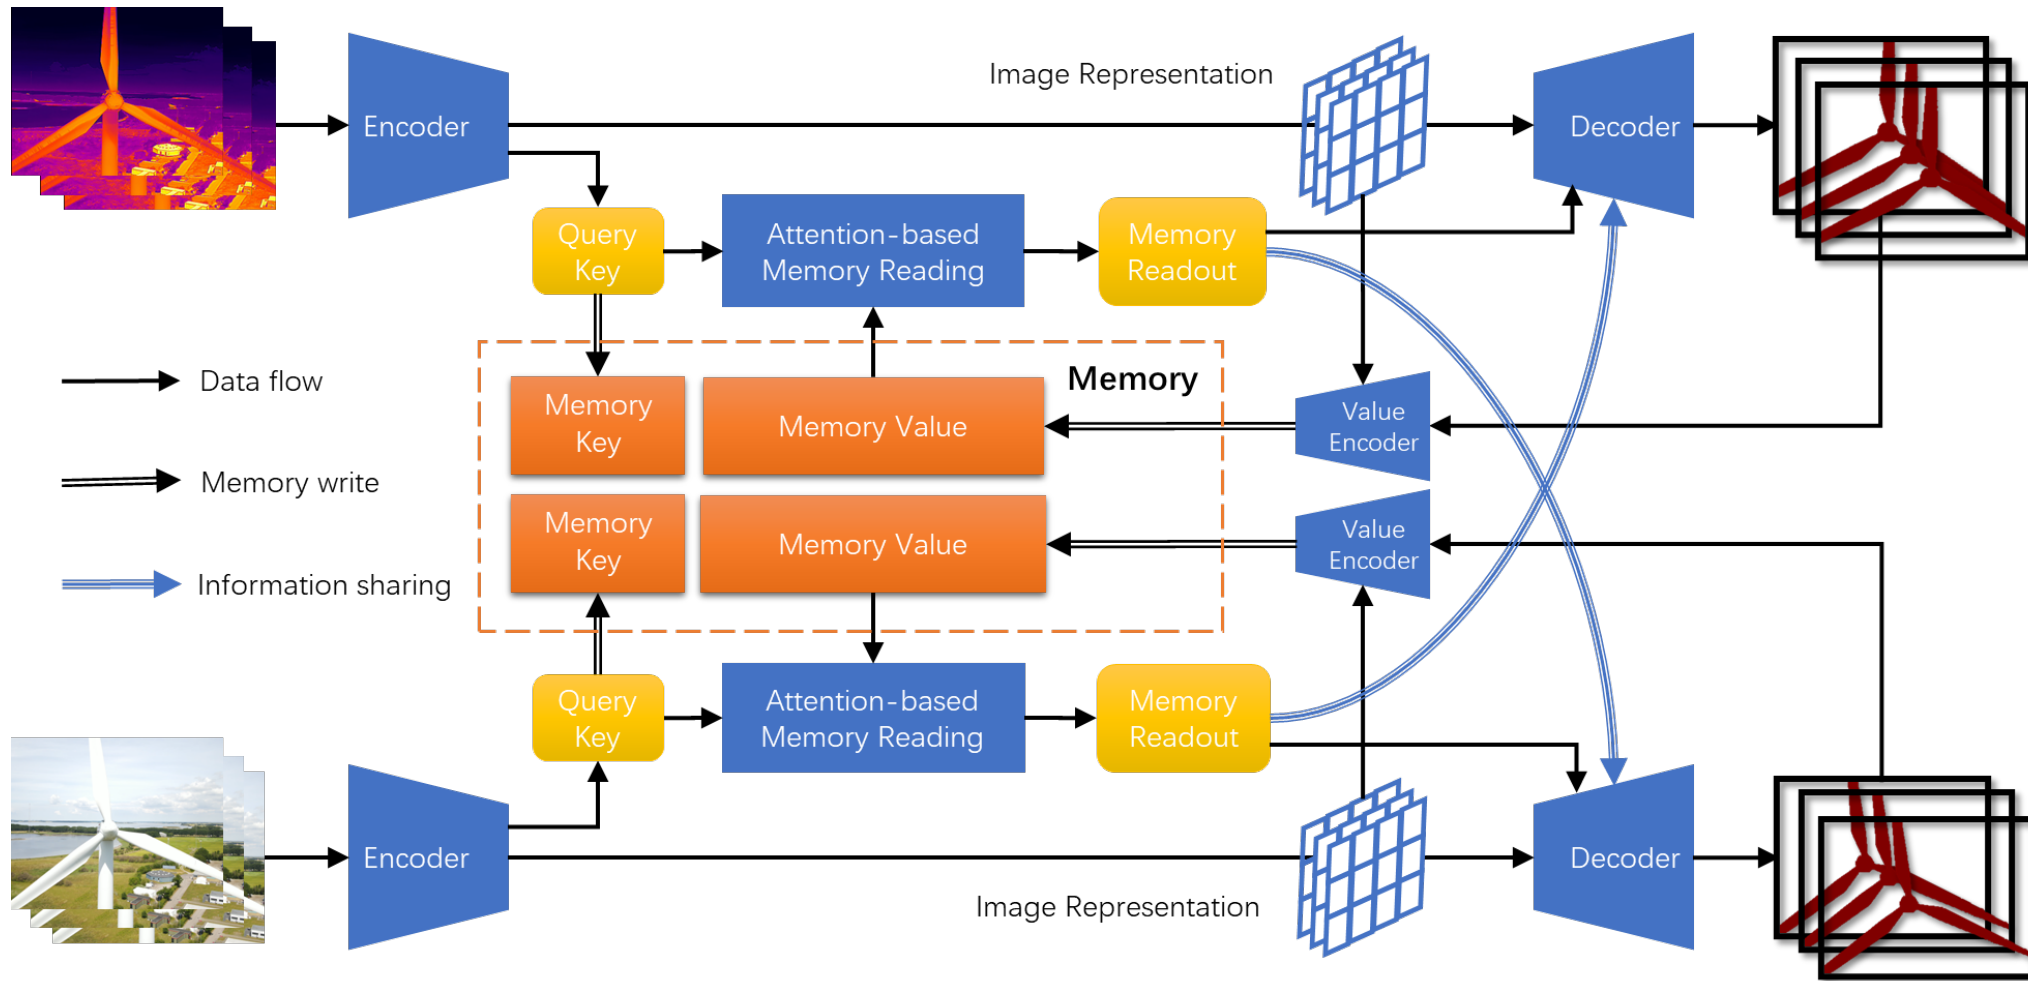 Image Representation
Encoder
Decoder
Query
Key
Attention-based
Memory Reading
Memory
Readout
Data flow
Memory write
Information sharing
Memory
Memory
Key
Memory Value
Value
Encoder
Memory
Key
Memory Value
Value
Encoder
Query
Key
Attention-based
Memory Reading
Memory
Readout
Encoder
Decoder
Image Representation